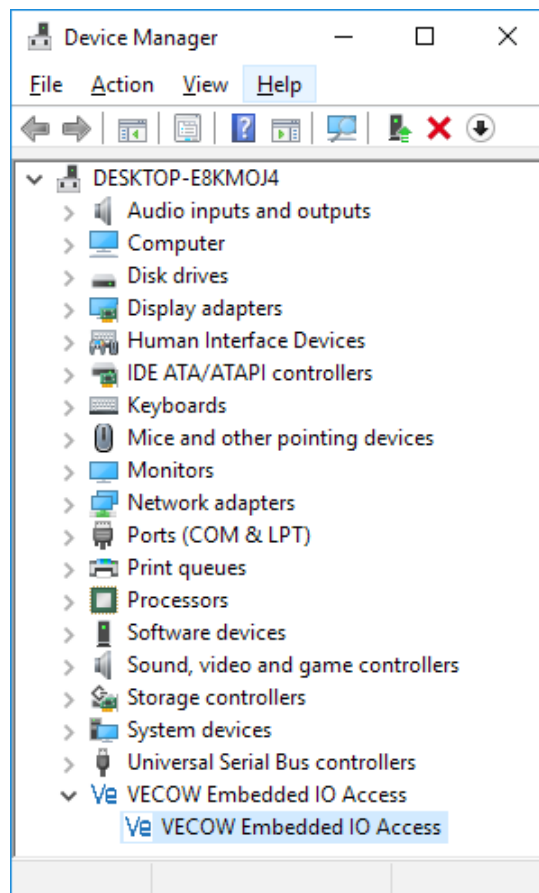 Device Manager
File Action View Help
DESKTOP-E8KMOJ4
Audio inputs and outputs
Computer
Disk drives
Display adapters
Human Interface Devices
IDE ATA/ATAPI controllers
Keyboards
Mice and other pointing devices
Monitors
Network adapters
Ports (COM & LPT)
Print queues
Processors
Software devices
Sound, video and game controllers
Storage controllers
System devices
Universal Serial Bus controllers
Ve VECOW Embedded IO Access
Ve VECOW Embedded IO Access